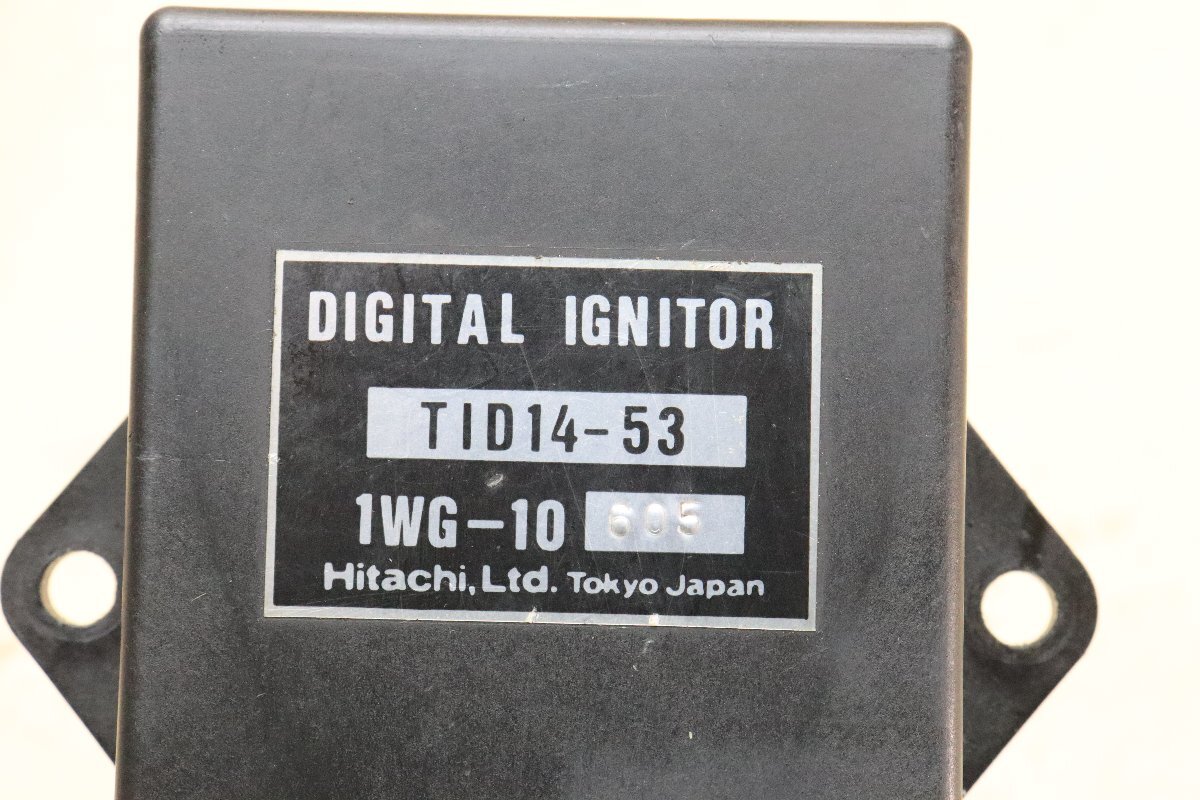 DIGITAL IGNITOR
TID14-53
1WG-10 605
Hitachi, Ltd. Tokyo Japan